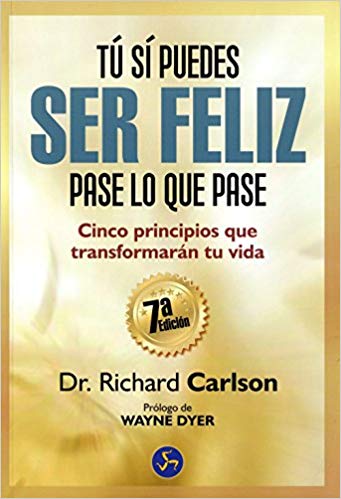 TÚ SÍ PUEDES
SER FELIZ
PASE LO QUE PASE
Cinco principios que
transformarán tu vida
7ª
Edición
Dr. Richard Carlson
Prólogo de
WAYNE DYER